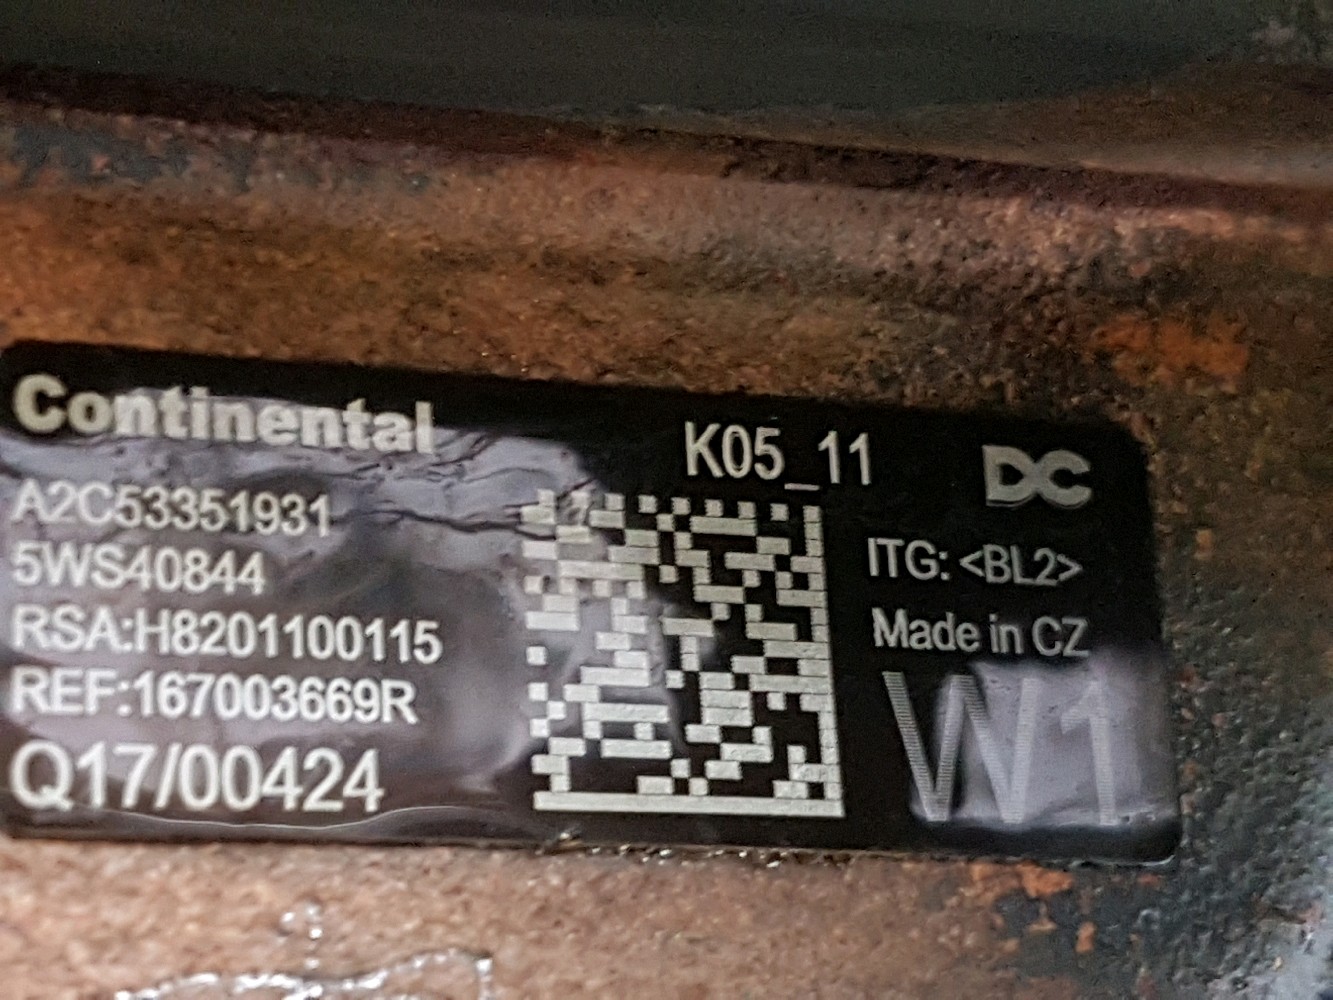 Continental
K05_11
DC
A2C53351931
5WS40844
RSA:H8201100115
REF:167003669R
Q17/00424
ITG: <BL2>
Made in CZ
W1